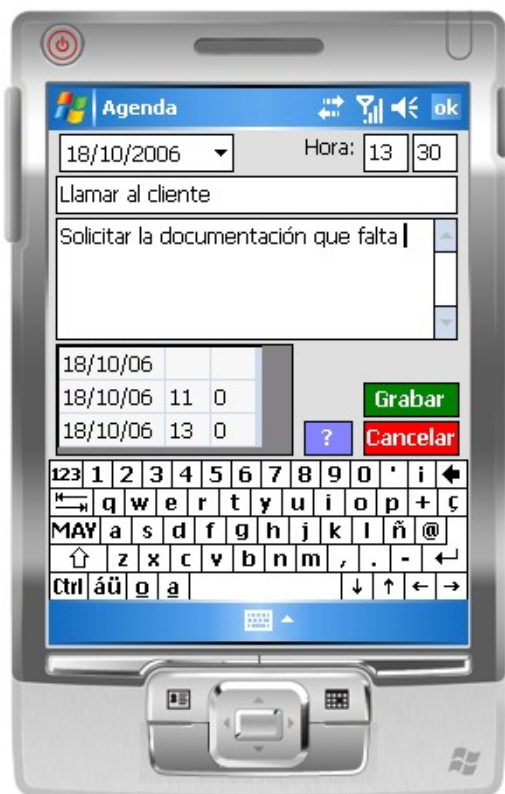 Agenda ok
18/10/2006 Hora: 13 30
Llamar al cliente
Solicitar la documentación que falta
18/10/06
18/10/06 11 0
18/10/06 13 0
Grabar
? Cancelar
123 1 2 3 4 5 6 7 8 9 0 ' ¡
q w e r t y u i o p + ç
MAY a s d f g h j k l ñ @
z x c v b n m , . -
Ctrl áü º ª